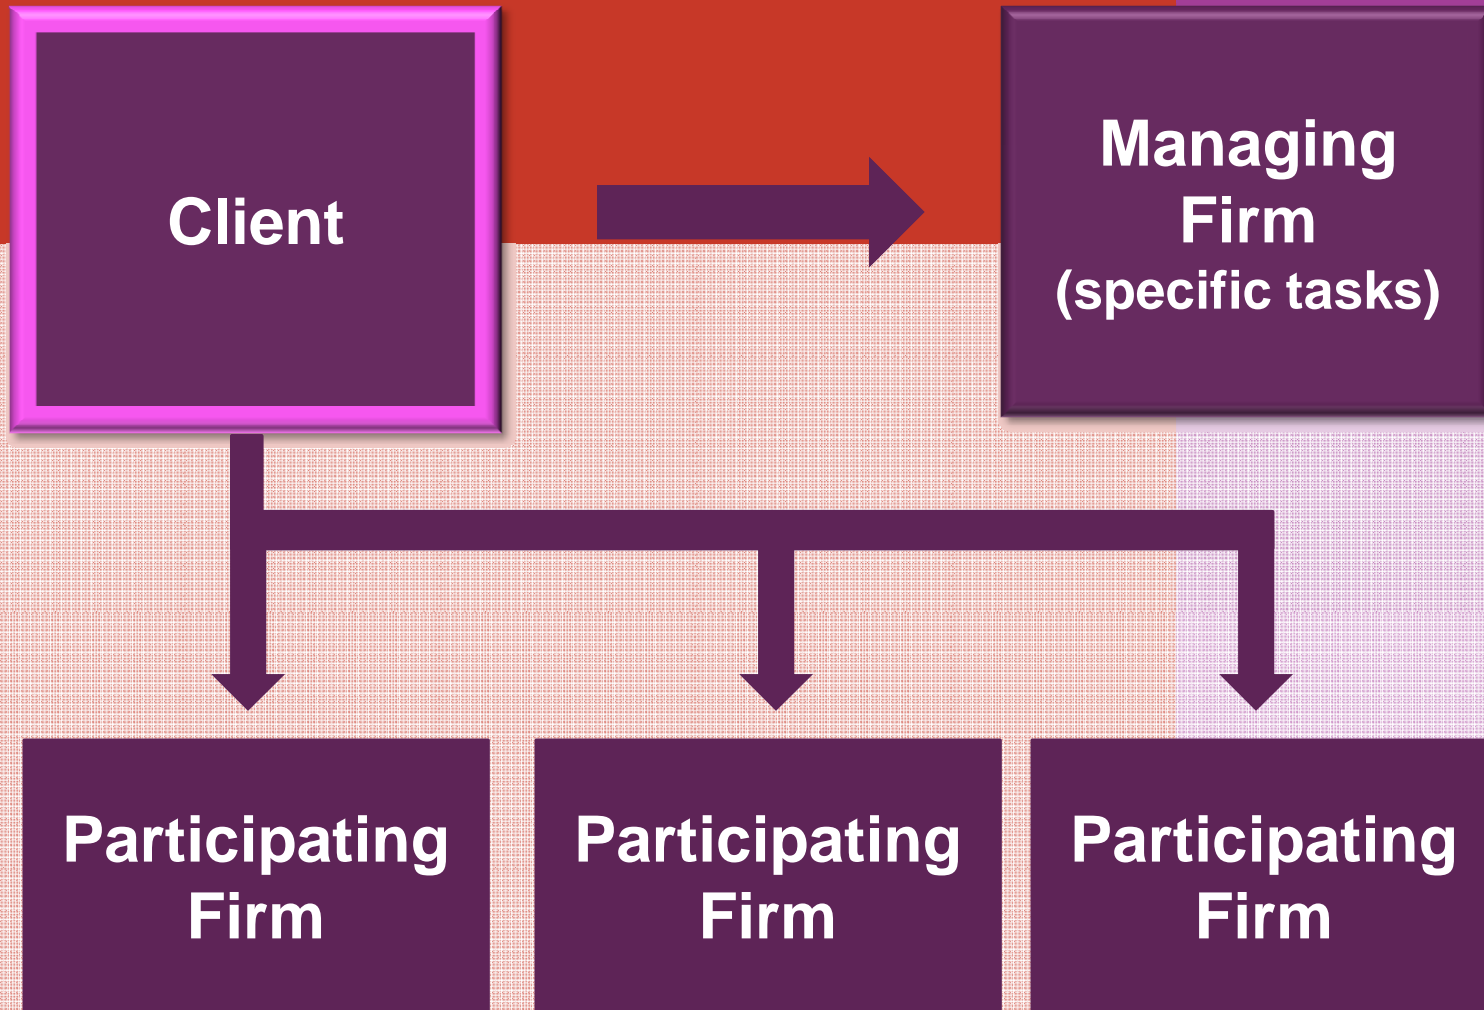 Client
Managing
Firm
(specific tasks)
Participating
Firm
Participating
Firm
Participating
Firm